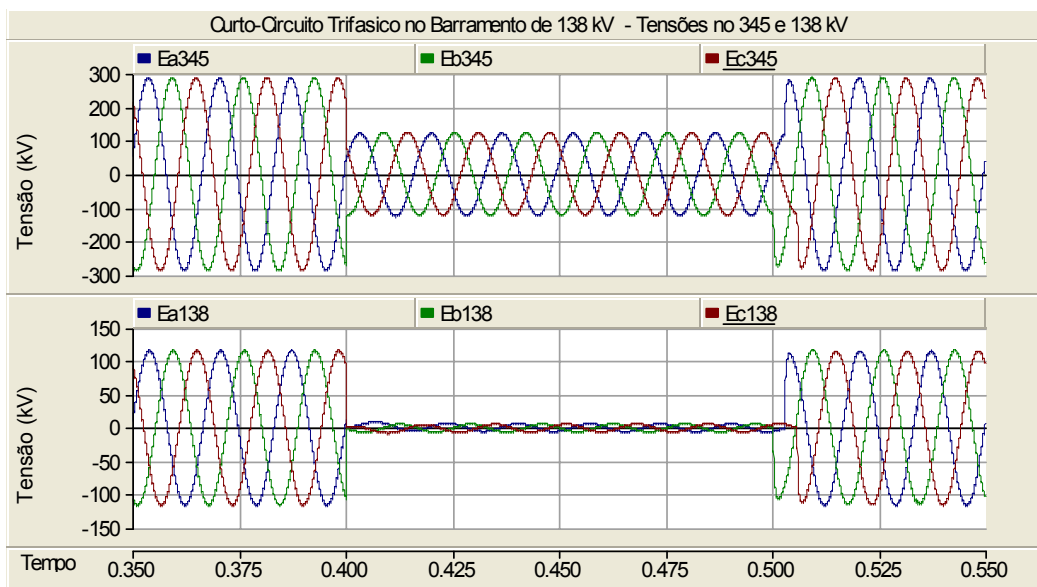 Curto-Circuito Trifasico no Barramento de 138 kV - Tensões no 345 e 138 kV
Ea345 Eb345 Ec345
Tensão (kV)
300
200
100
0
-100
-200
-300
Ea138 Eb138 Ec138
Tensão (kV)
150
100
50
0
-50
-100
-150
Tempo 0.350 0.375 0.400 0.425 0.450 0.475 0.500 0.525 0.550